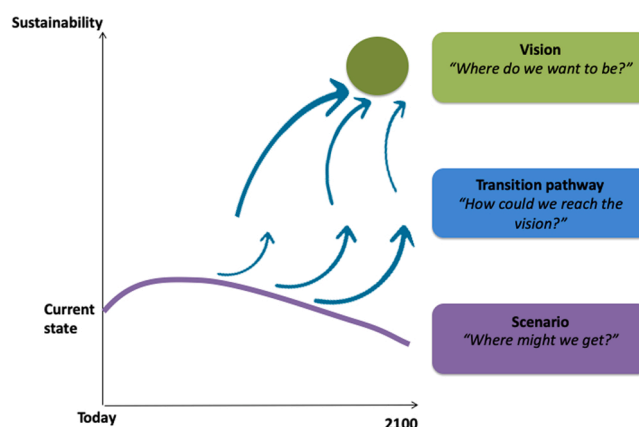 Sustainability
Vision
“Where do we want to be?”
Transition pathway
“How could we reach the
vision?”
Current
state
Scenario
“Where might we get?”
Today
2100